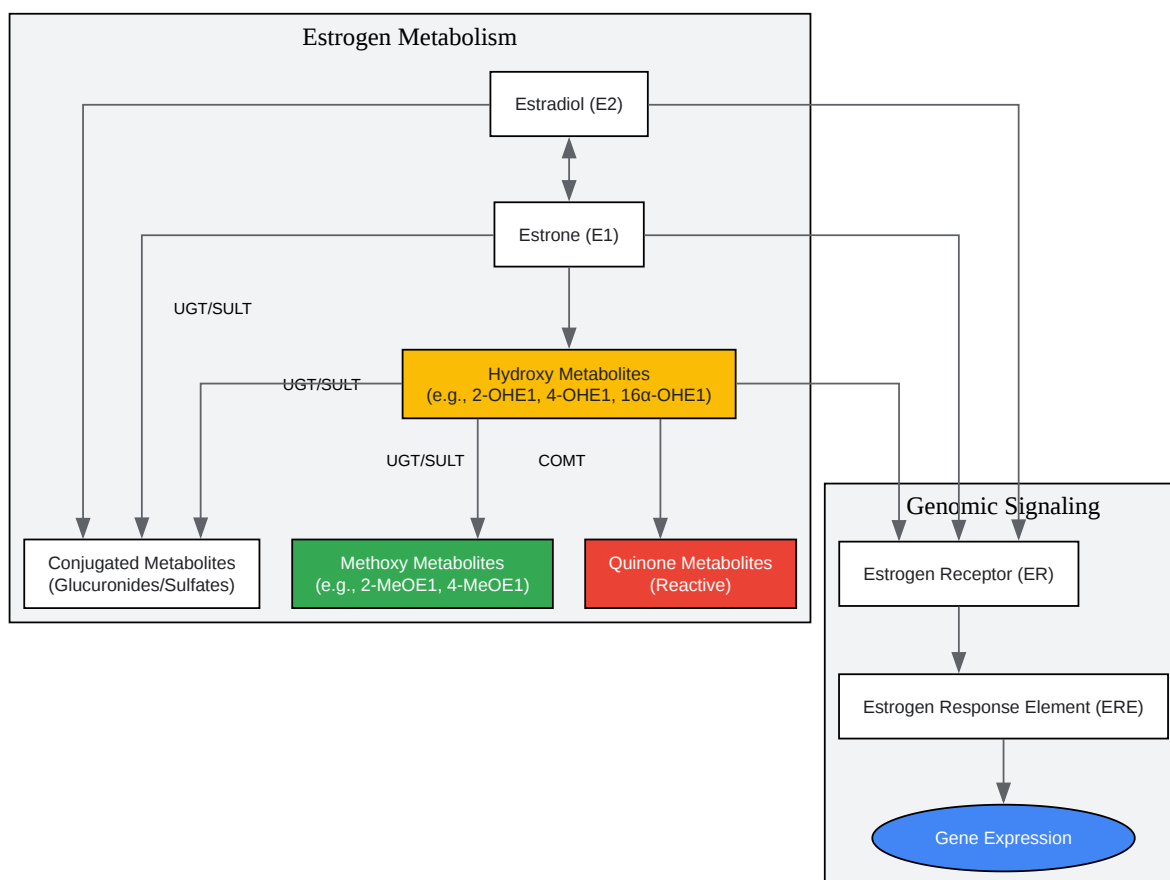 Estrogen Metabolism
Estradiol (E2)
Estrone (E1)
UGT/SULT
Hydroxy Metabolites
(e.g., 2-OHE1, 4-OHE1, 16α-OHE1)
UGT/SULT
UGT/SULT
COMT
Conjugated Metabolites
(Glucuronides/Sulfates)
Methoxy Metabolites
(e.g., 2-MeOE1, 4-MeOE1)
Quinone Metabolites
(Reactive)
Genomic Signaling
Estrogen Receptor (ER)
Estrogen Response Element (ERE)
Gene Expression